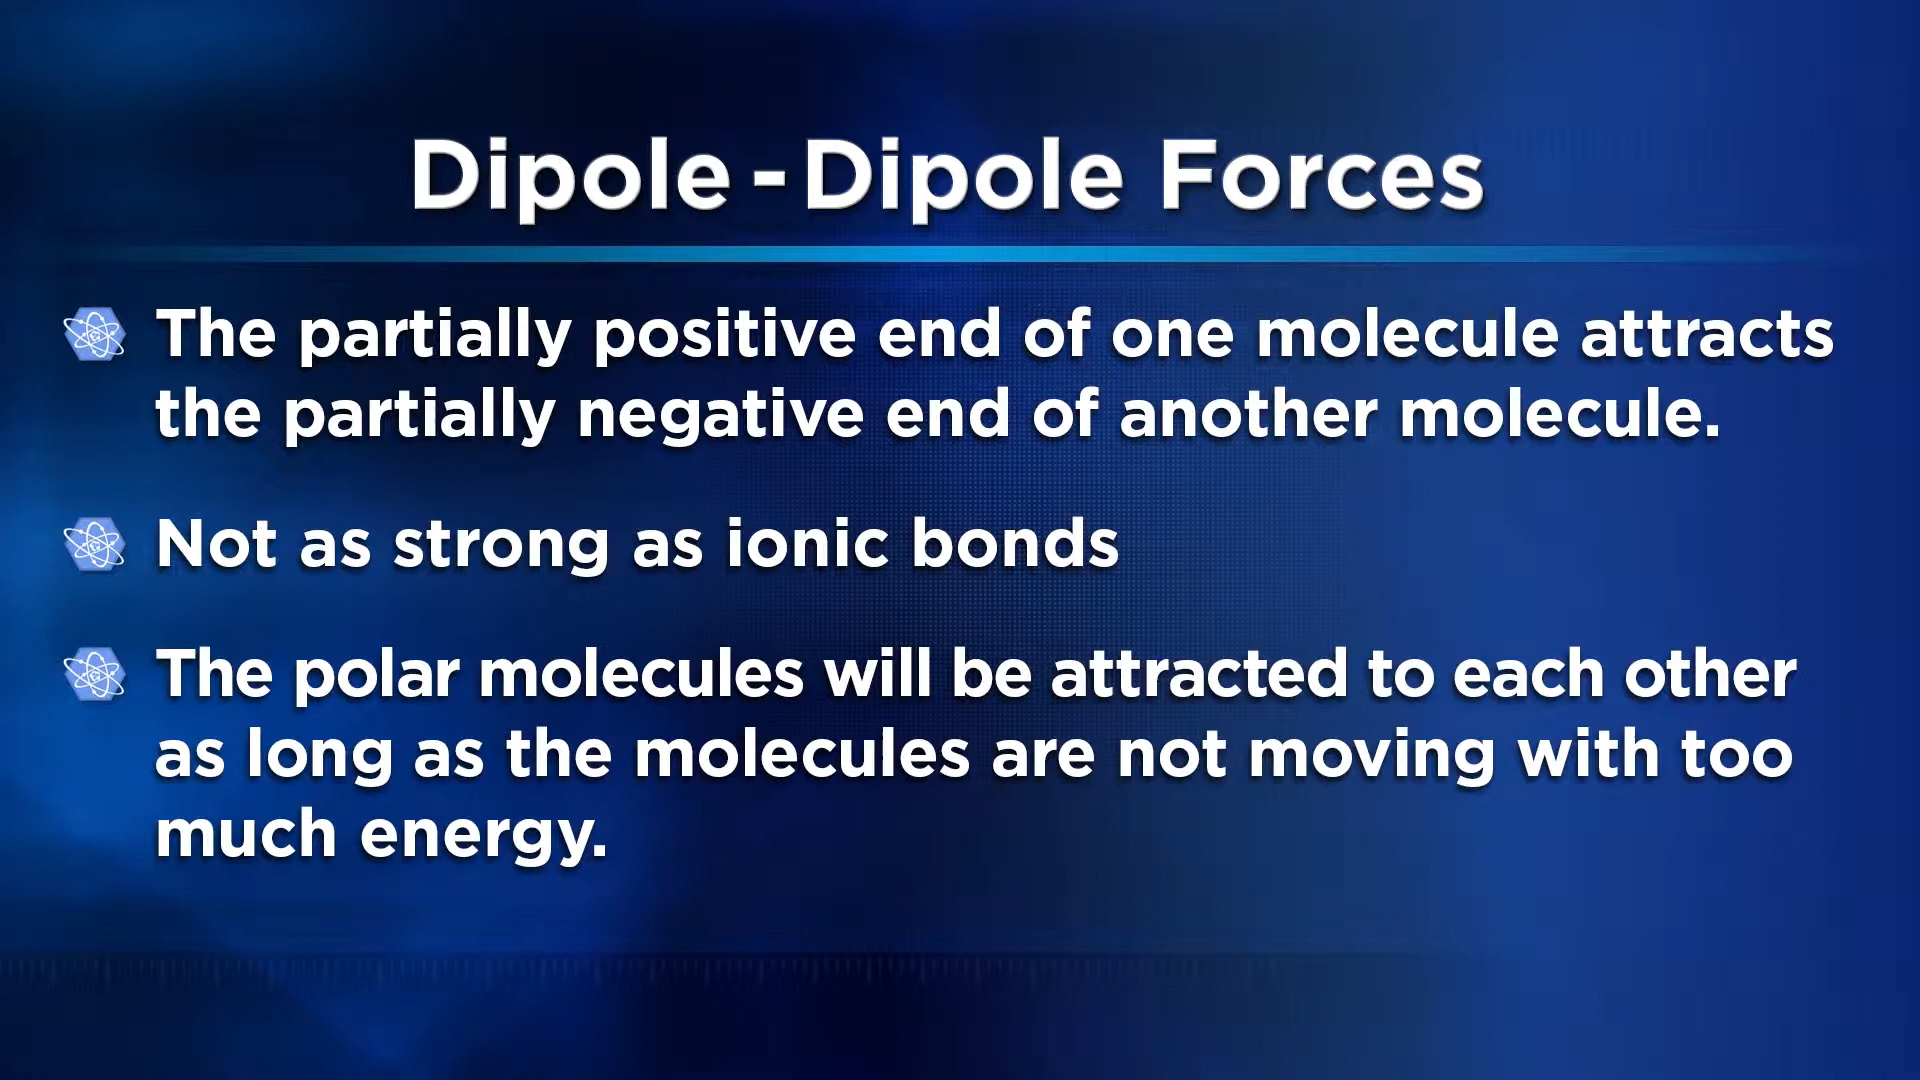 Dipole - Dipole Forces
The partially positive end of one molecule attracts
the partially negative end of another molecule.
Not as strong as ionic bonds
The polar molecules will be attracted to each other
as long as the molecules are not moving with too
much energy.